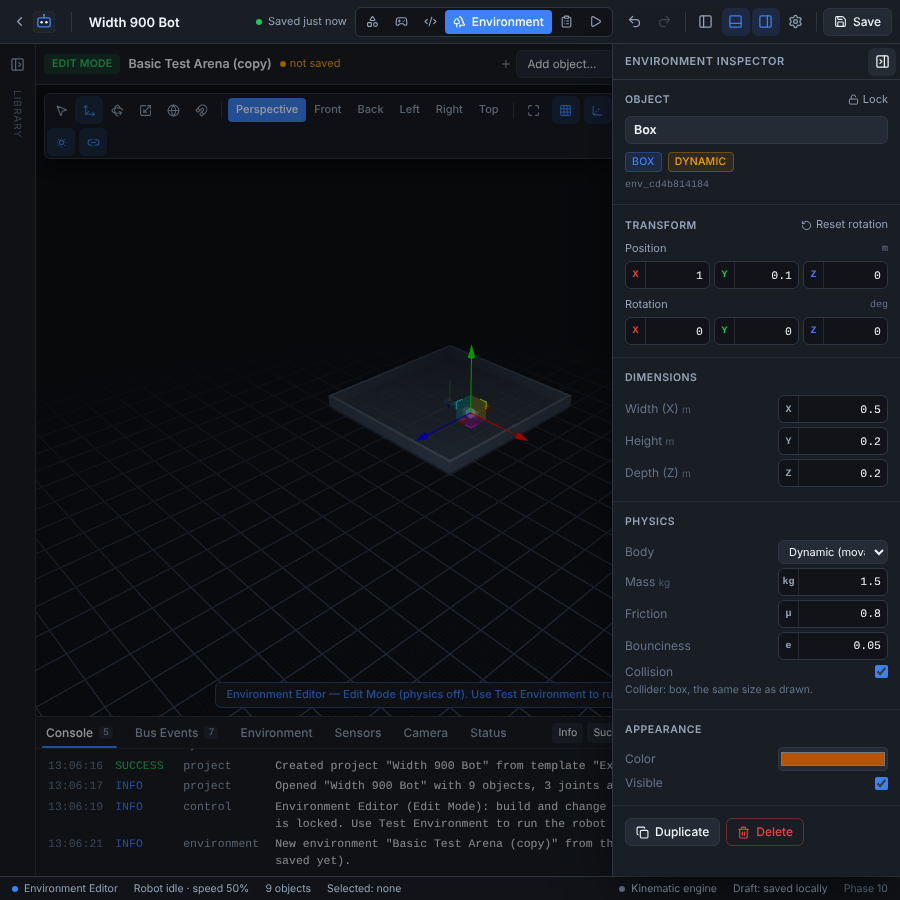 Width 900 Bot
Saved just now
Environment
Save
LIBRARY
EDIT MODE
Basic Test Arena (copy)
not saved
+ Add object...
Perspective
Front
Back
Left
Right
Top
Environment Editor — Edit Mode (physics off). Use Test Environment to ru
Console 5
Bus Events 7
Environment
Sensors
Camera
Status
Info
Suc
13:06:16 SUCCESS project Created project "Width 900 Bot" from template "Ex
13:06:17 INFO project Opened "Width 900 Bot" with 9 objects, 3 joints a
13:06:19 INFO control Environment Editor (Edit Mode): build and change
is locked. Use Test Environment to run the robot
13:06:21 INFO environment New environment "Basic Test Arena (copy)" from th
saved yet).
ENVIRONMENT INSPECTOR
OBJECT
Lock
Box
BOX
DYNAMIC
env_cd4b814184
TRANSFORM
Reset rotation
Position m
X 1 Y 0.1 Z 0
Rotation deg
X 0 Y 0 Z 0
DIMENSIONS
Width (X) m X 0.5
Height m Y 0.2
Depth (Z) m Z 0.2
PHYSICS
Body Dynamic (mova
Mass kg kg 1.5
Friction μ 0.8
Bounciness e 0.05
Collision
Collider: box, the same size as drawn.
APPEARANCE
Color
Visible
Duplicate
Delete
Environment Editor
Robot idle · speed 50%
9 objects
Selected: none
Kinematic engine
Draft: saved locally
Phase 10